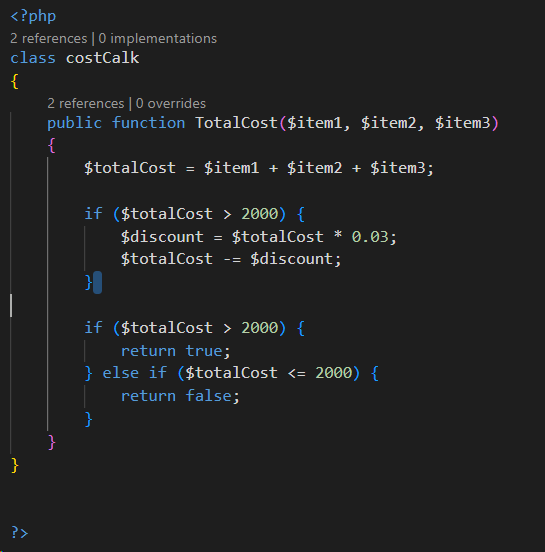 <?php
2 references | 0 implementations
class costCalk
{
2 references | 0 overrides
public function TotalCost($item1, $item2, $item3)
{
$totalCost = $item1 + $item2 + $item3;
if ($totalCost > 2000) {
$discount = $totalCost * 0.03;
$totalCost -= $discount;
}
if ($totalCost > 2000) {
return true;
} else if ($totalCost <= 2000) {
return false;
}
}
}
?>